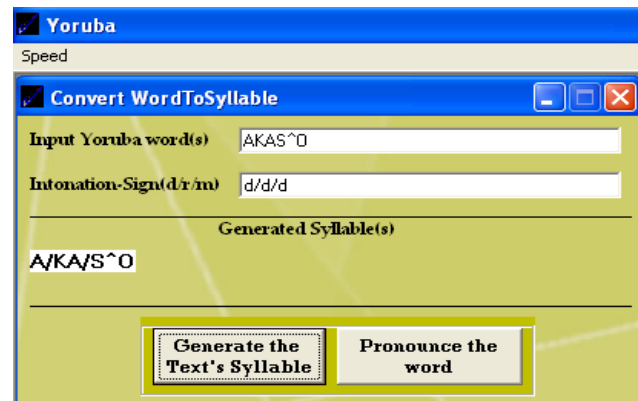 Yoruba
Speed
Convert WordToSyllable
Input Yoruba word(s) AKAS^O
Intonation-Sign(d/r/m) d/d/d
Generated Syllable(s)
A/KA/S^O
Generate the Text's Syllable
Pronounce the word